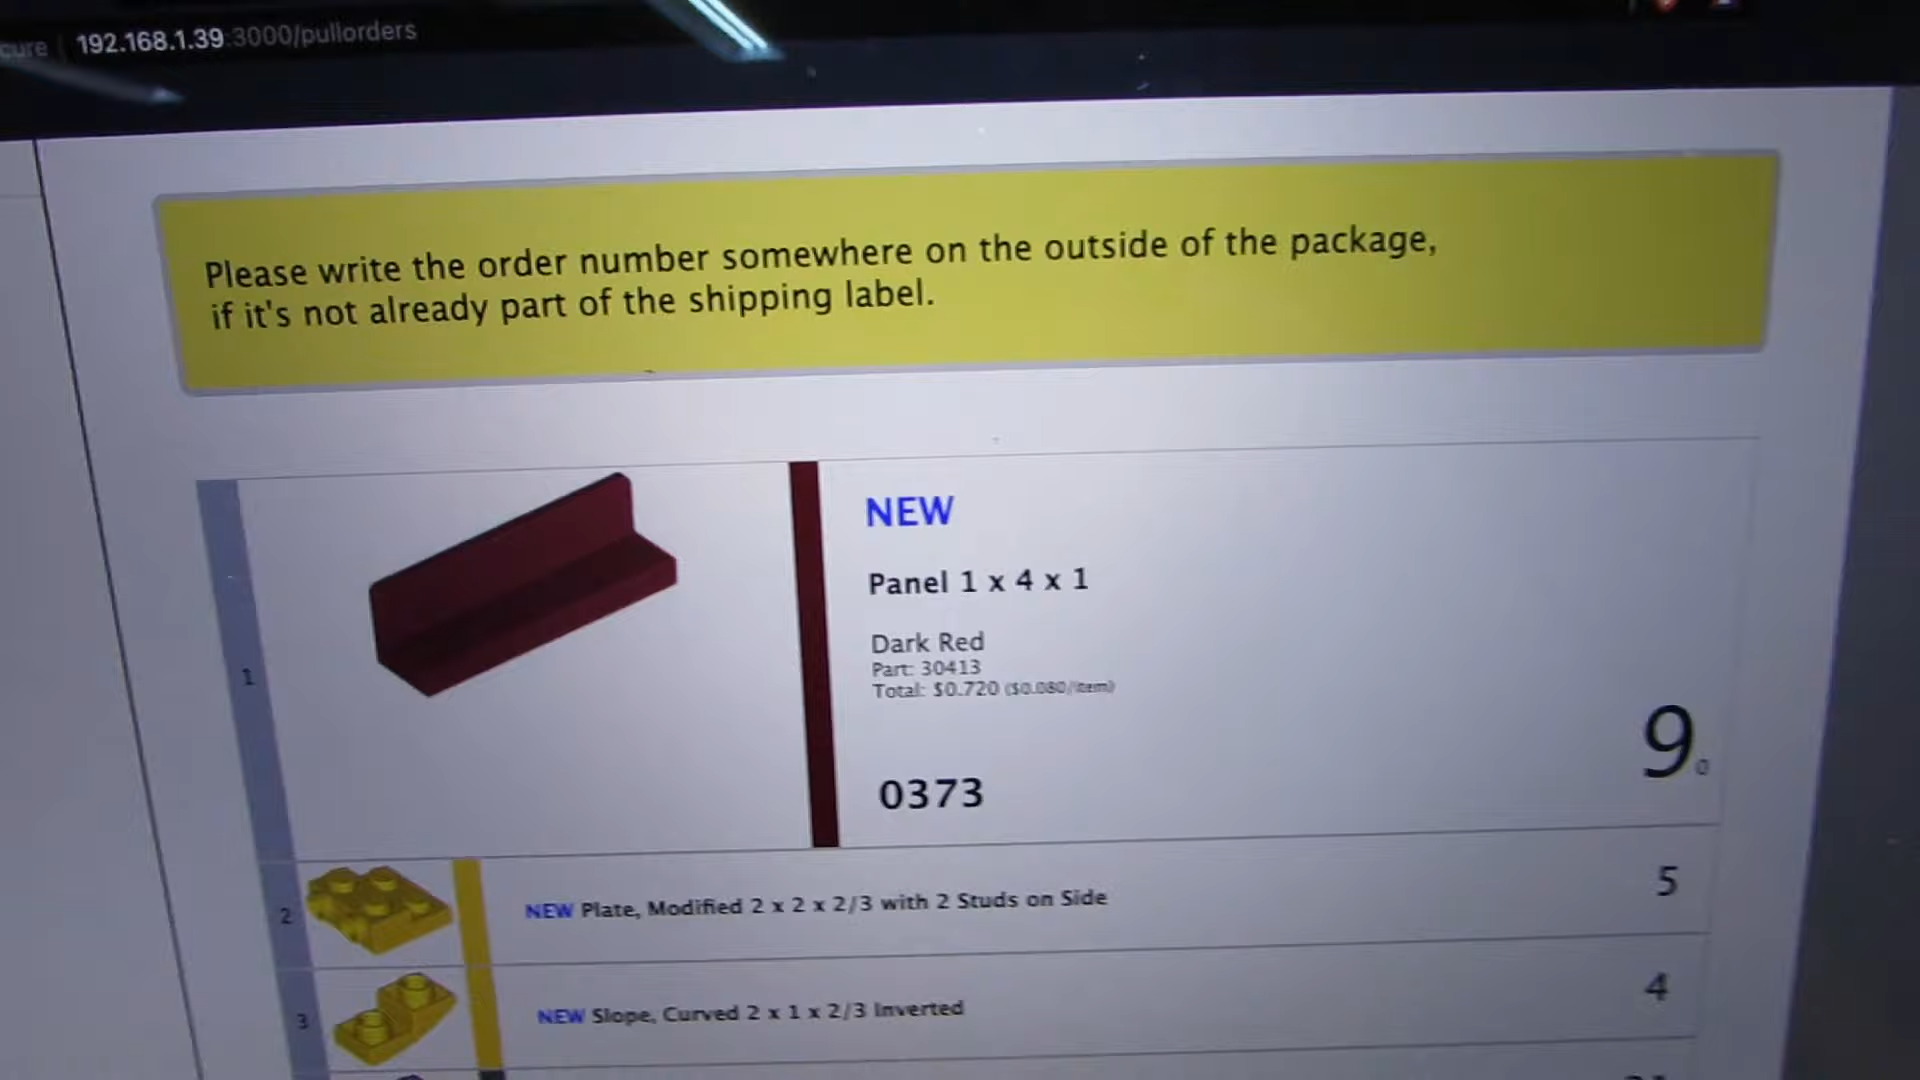 cure 192.168.1.39:3000/pullorders
Please write the order number somewhere on the outside of the package,
if it's not already part of the shipping label.
1
NEW
Panel 1 x 4 x 1
Dark Red
Part: 30413
Total: $0.720 ($0.080/item)
0373
9
0
2 NEW Plate, Modified 2 x 2 x 2/3 with 2 Studs on Side 5
3 NEW Slope, Curved 2 x 1 x 2/3 Inverted 4